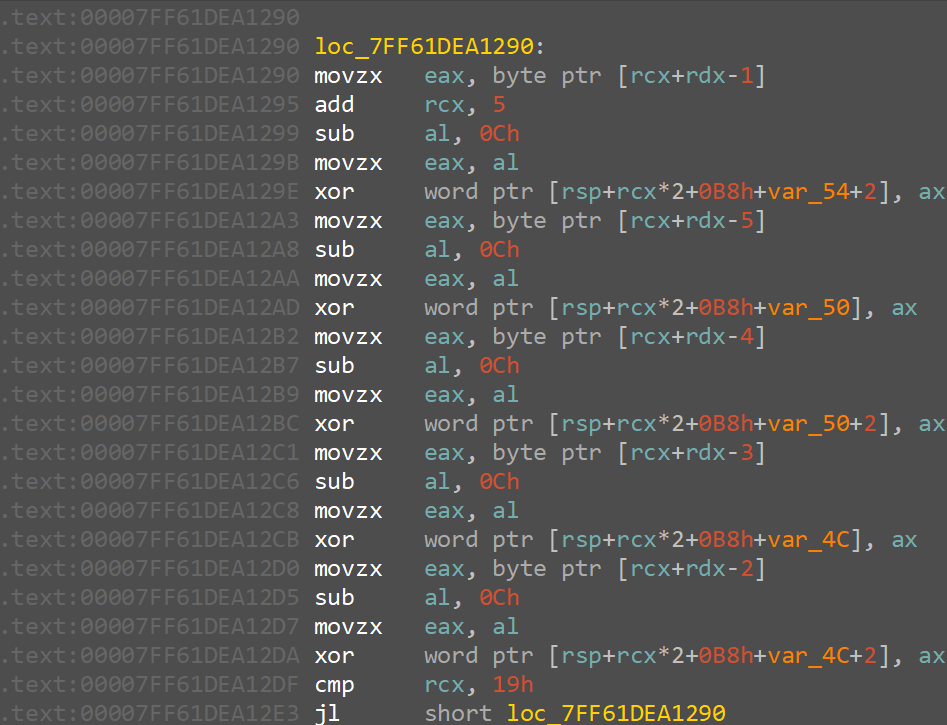 .text:00007FF61DEA1290
.text:00007FF61DEA1290 loc_7FF61DEA1290:
.text:00007FF61DEA1290 movzx eax, byte ptr [rcx+rdx-1]
.text:00007FF61DEA1295 add rcx, 5
.text:00007FF61DEA1299 sub al, 0Ch
.text:00007FF61DEA129B movzx eax, al
.text:00007FF61DEA129E xor word ptr [rsp+rcx*2+0B8h+var_54+2], ax
.text:00007FF61DEA12A3 movzx eax, byte ptr [rcx+rdx-5]
.text:00007FF61DEA12A8 sub al, 0Ch
.text:00007FF61DEA12AA movzx eax, al
.text:00007FF61DEA12AD xor word ptr [rsp+rcx*2+0B8h+var_50], ax
.text:00007FF61DEA12B2 movzx eax, byte ptr [rcx+rdx-4]
.text:00007FF61DEA12B7 sub al, 0Ch
.text:00007FF61DEA12B9 movzx eax, al
.text:00007FF61DEA12BC xor word ptr [rsp+rcx*2+0B8h+var_50+2], ax
.text:00007FF61DEA12C1 movzx eax, byte ptr [rcx+rdx-3]
.text:00007FF61DEA12C6 sub al, 0Ch
.text:00007FF61DEA12C8 movzx eax, al
.text:00007FF61DEA12CB xor word ptr [rsp+rcx*2+0B8h+var_4C], ax
.text:00007FF61DEA12D0 movzx eax, byte ptr [rcx+rdx-2]
.text:00007FF61DEA12D5 sub al, 0Ch
.text:00007FF61DEA12D7 movzx eax, al
.text:00007FF61DEA12DA xor word ptr [rsp+rcx*2+0B8h+var_4C+2], ax
.text:00007FF61DEA12DF cmp rcx, 19h
.text:00007FF61DEA12E3 jl short loc_7FF61DEA1290